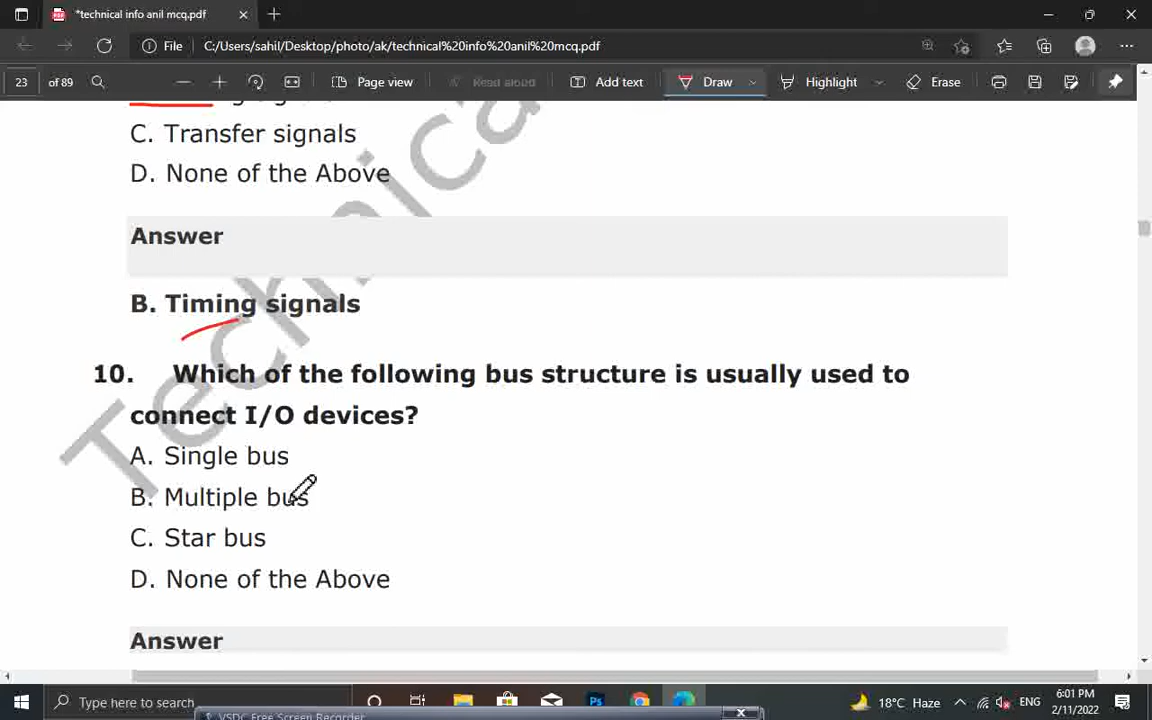 *technical info anil mcq.pdf
File
C:/Users/sahil/Desktop/photo/ak/technical%20info%20anil%20mcq.pdf
23 of 89
Page view
Read aloud
Add text
Draw
Highlight
Erase
C. Transfer signals
D. None of the Above
Answer
B. Timing signals
10. Which of the following bus structure is usually used to
connect I/O devices?
A. Single bus
B. Multiple bus
C. Star bus
D. None of the Above
Answer
Technica
Type here to search
18°C Haze
ENG
6:01 PM
2/11/2022
VSDC Free Screen Recorder